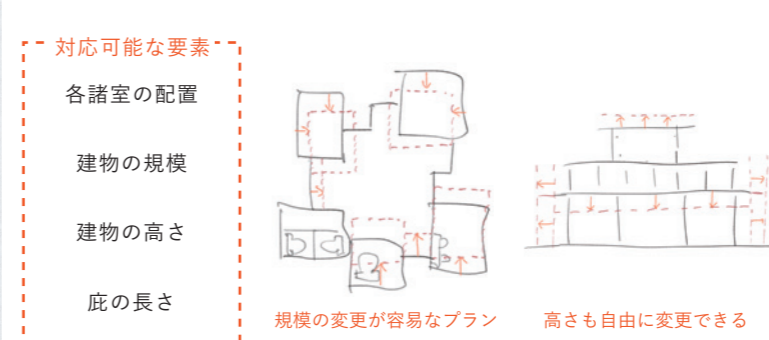 対応可能な要素
各諸室の配置
建物の規模
建物の高さ
庇の長さ
規模の変更が容易なプラン
高さも自由に変更できる